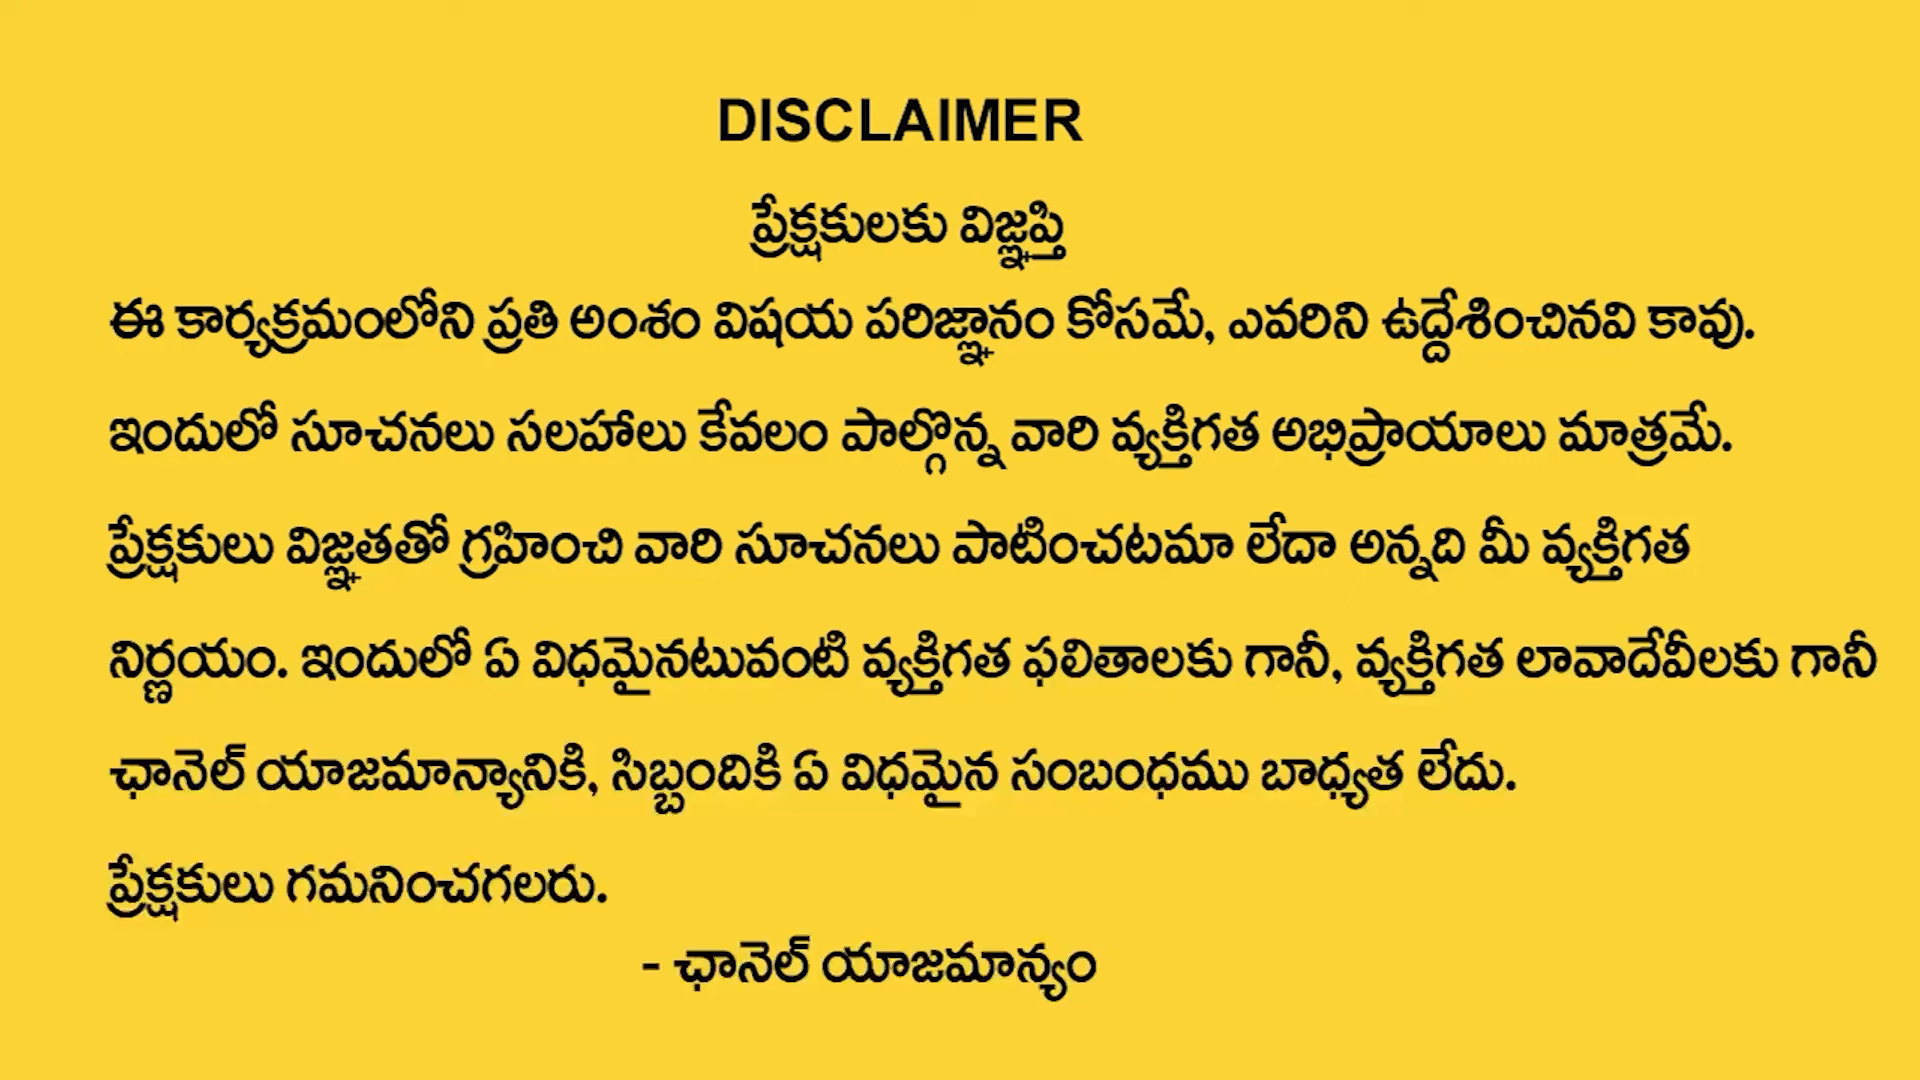 DISCLAIMER
ప్రేక్షకులకు విజ్ఞప్తి
ఈ కార్యక్రమంలోని ప్రతి అంశం విషయ పరిజ్ఞానం కోసమే, ఎవరిని ఉద్దేశించినవి కావు.
ఇందులో సూచనలు సలహాలు కేవలం పాల్గొన్న వారి వ్యక్తిగత అభిప్రాయాలు మాత్రమే.
ప్రేక్షకులు విజ్ఞతతో గ్రహించి వారి సూచనలు పాటించటమా లేదా అన్నది మీ వ్యక్తిగత
నిర్ణయం. ఇందులో ఏ విధమైనటువంటి వ్యక్తిగత ఫలితాలకు గానీ, వ్యక్తిగత లావాదేవీలకు గానీ
ఛానెల్ యాజమాన్యానికి, సిబ్బందికి ఏ విధమైన సంబంధము బాధ్యత లేదు.
ప్రేక్షకులు గమనించగలరు.
- ఛానెల్ యాజమాన్యం